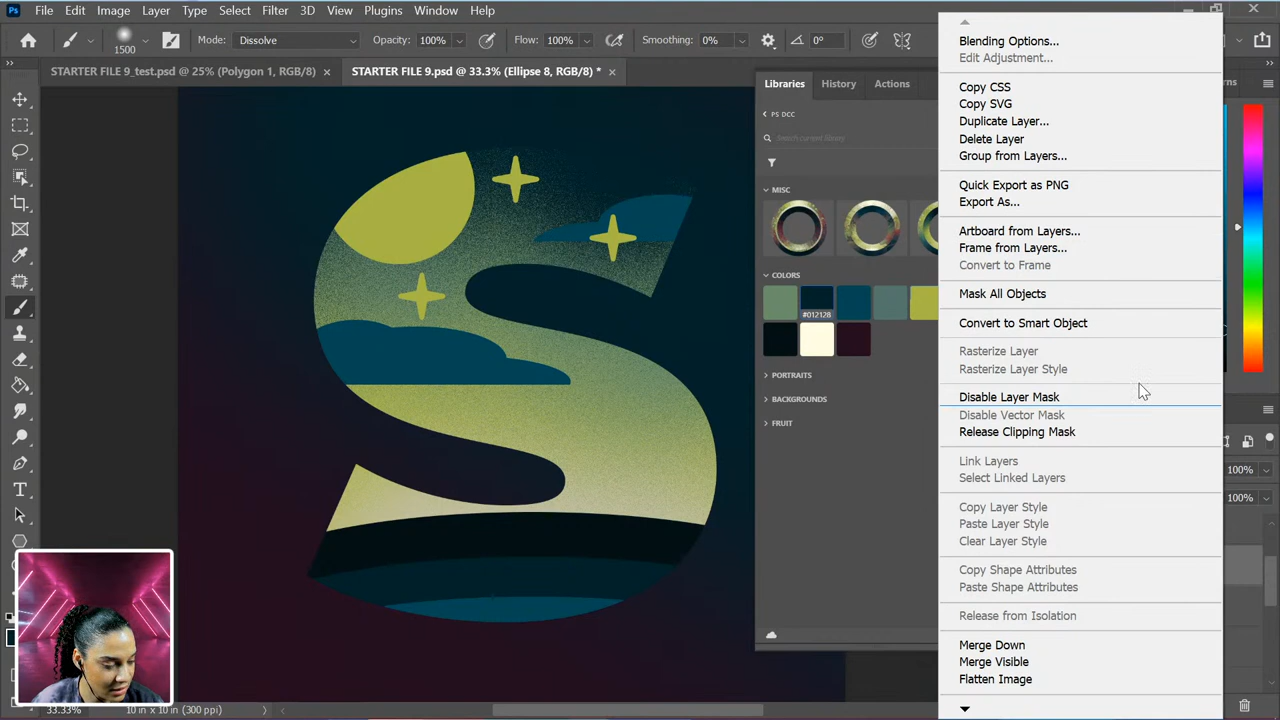 Ps File Edit Image Layer Type Select Filter 3D View Plugins Window Help
1500 Mode: Dissolve Opacity: 100% Flow: 100% Smoothing: 0% 0°
STARTER FILE 9_test.psd @ 25% (Polygon 1, RGB/8) × STARTER FILE 9.psd @ 33.3% (Ellipse 8, RGB/8) * ×
Libraries History Actions
PS DCC
Search current library
MISC
COLORS
#012128
PORTRAITS
BACKGROUNDS
FRUIT
S
Blending Options...
Edit Adjustment...
Copy CSS
Copy SVG
Duplicate Layer...
Delete Layer
Group from Layers...
Quick Export as PNG
Export As...
Artboard from Layers...
Frame from Layers...
Convert to Frame
Mask All Objects
Convert to Smart Object
Rasterize Layer
Rasterize Layer Style
Disable Layer Mask
Disable Vector Mask
Release Clipping Mask
Link Layers
Select Linked Layers
Copy Layer Style
Paste Layer Style
Clear Layer Style
Copy Shape Attributes
Paste Shape Attributes
Release from Isolation
Merge Down
Merge Visible
Flatten Image
100%
100%
33.33% 10 in x 10 in (300 ppi)